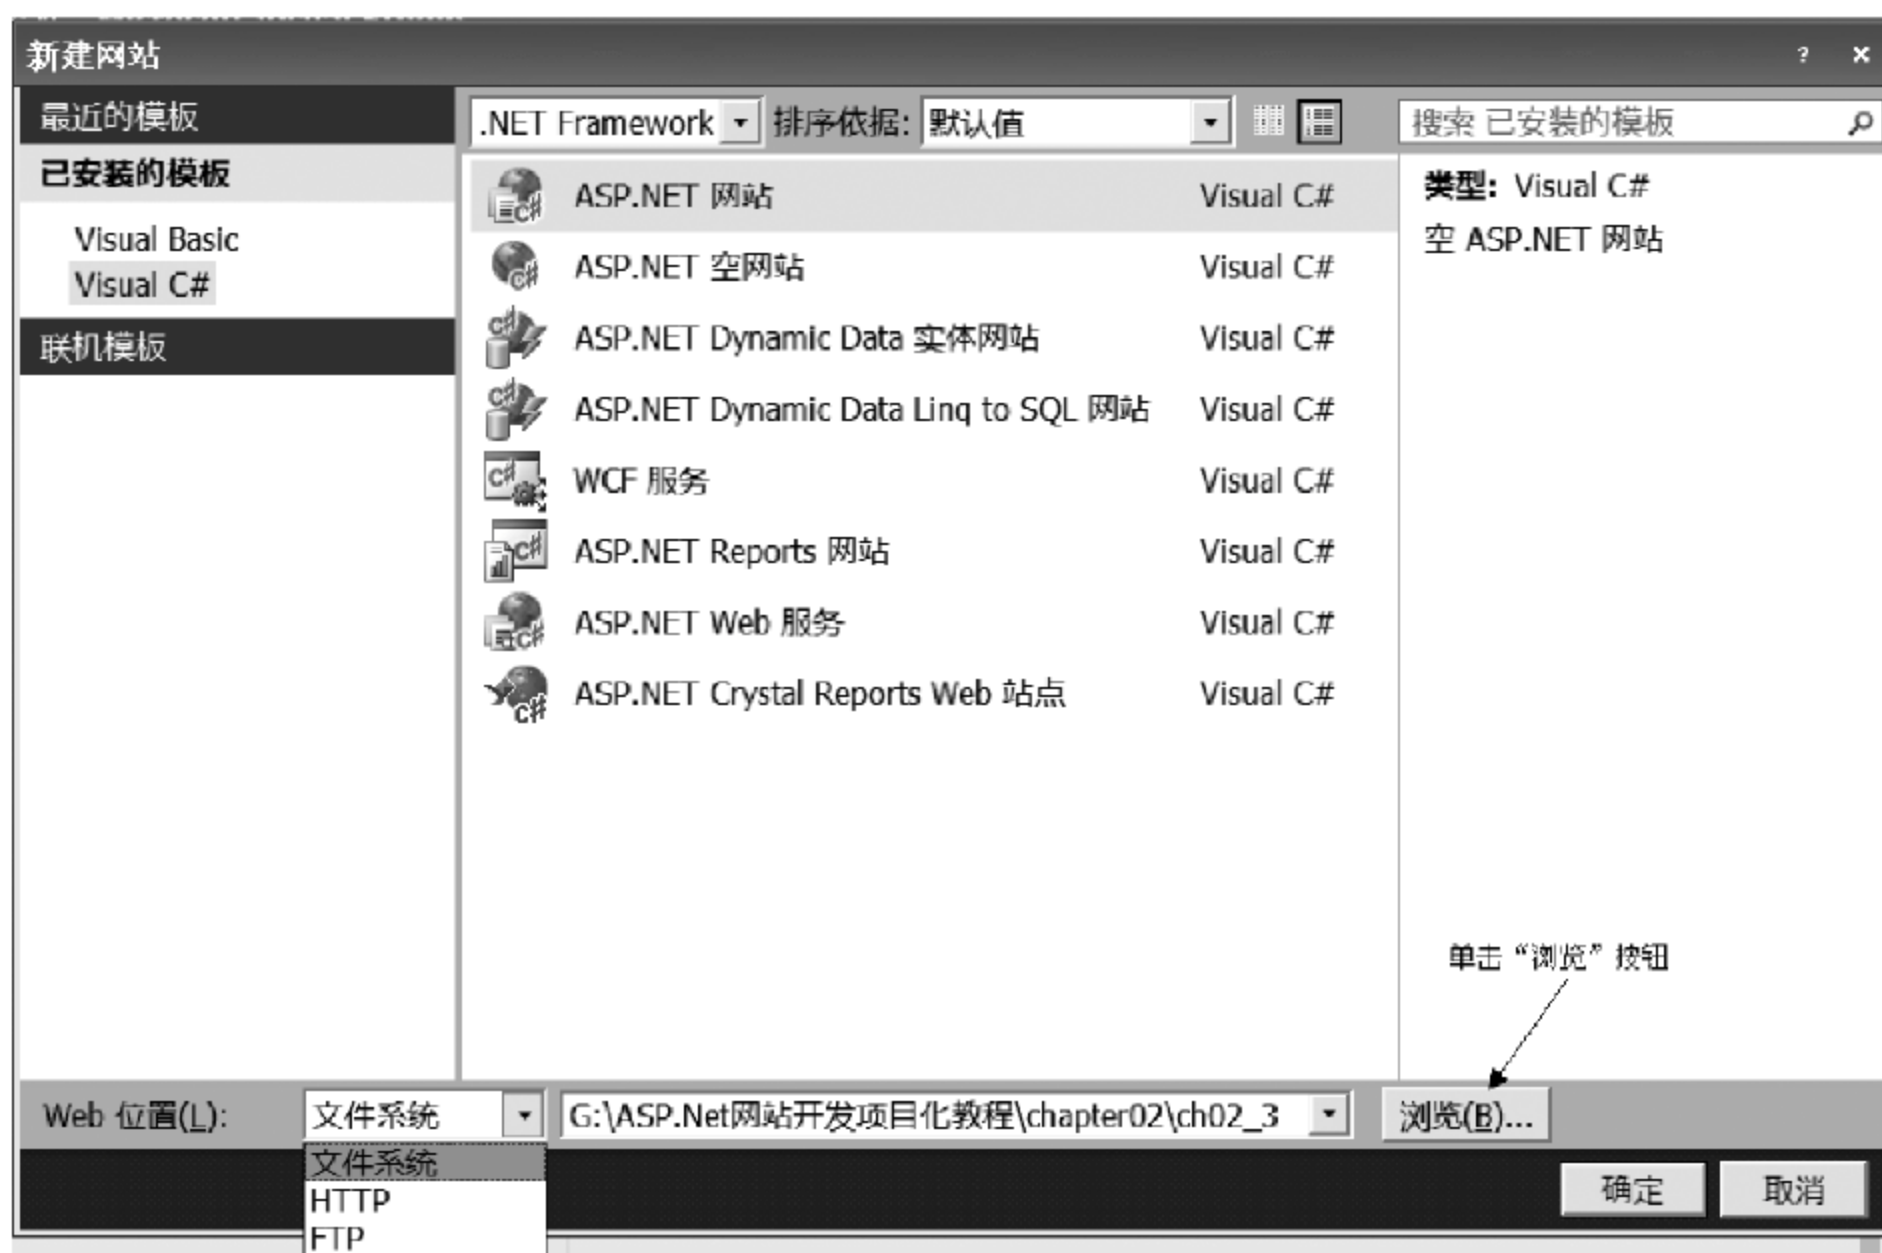 新建网站
最近的模板
已安装的模板
Visual Basic
Visual C#
联机模板
.NET Framework 排序依据: 默认值
搜索 已安装的模板
ASP.NET 网站 Visual C#
ASP.NET 空网站 Visual C#
ASP.NET Dynamic Data 实体网站 Visual C#
ASP.NET Dynamic Data Linq to SQL 网站 Visual C#
WCF 服务 Visual C#
ASP.NET Reports 网站 Visual C#
ASP.NET Web 服务 Visual C#
ASP.NET Crystal Reports Web 站点 Visual C#
类型: Visual C#
空 ASP.NET 网站
单击“浏览”按钮
Web 位置(L): 文件系统 G:\ASP.Net网站开发项目化教程\chapter02\ch02_3 浏览(B)...
文件系统
HTTP
FTP
确定 取消